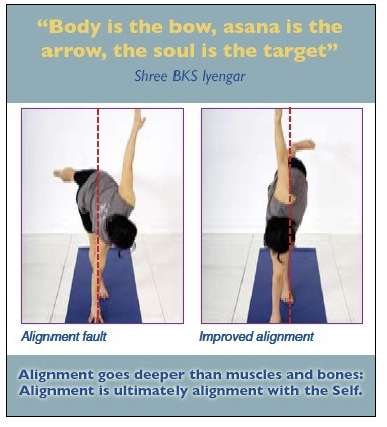 “Body is the bow, asana is the
arrow, the soul is the target”
Shree BKS Iyengar
Alignment fault
Improved alignment
Alignment goes deeper than muscles and bones:
Alignment is ultimately alignment with the Self.